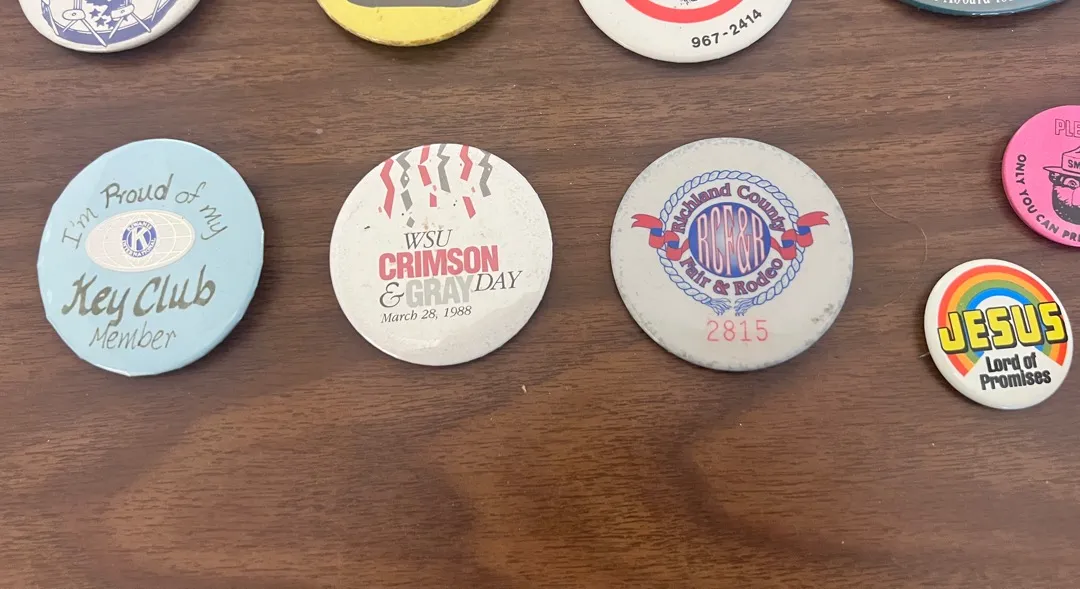 967-2414
I'm Proud of my
K
Key Club
Member
WSU
CRIMSON
& GRAY DAY
March 28, 1988
Richland County
RCF&R
Fair & Rodeo
2815
ONLY YOU CAN
JESUS
Lord of
Promises